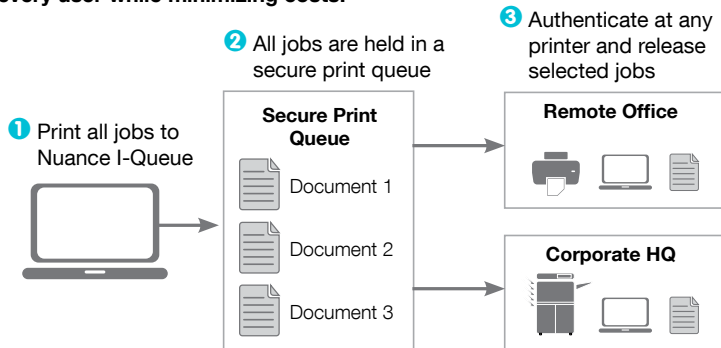 every user while minimizing costs.
1 Print all jobs to
Nuance I-Queue
2 All jobs are held in a
secure print queue
Secure Print
Queue
Document 1
Document 2
Document 3
3 Authenticate at any
printer and release
selected jobs
Remote Office
Corporate HQ